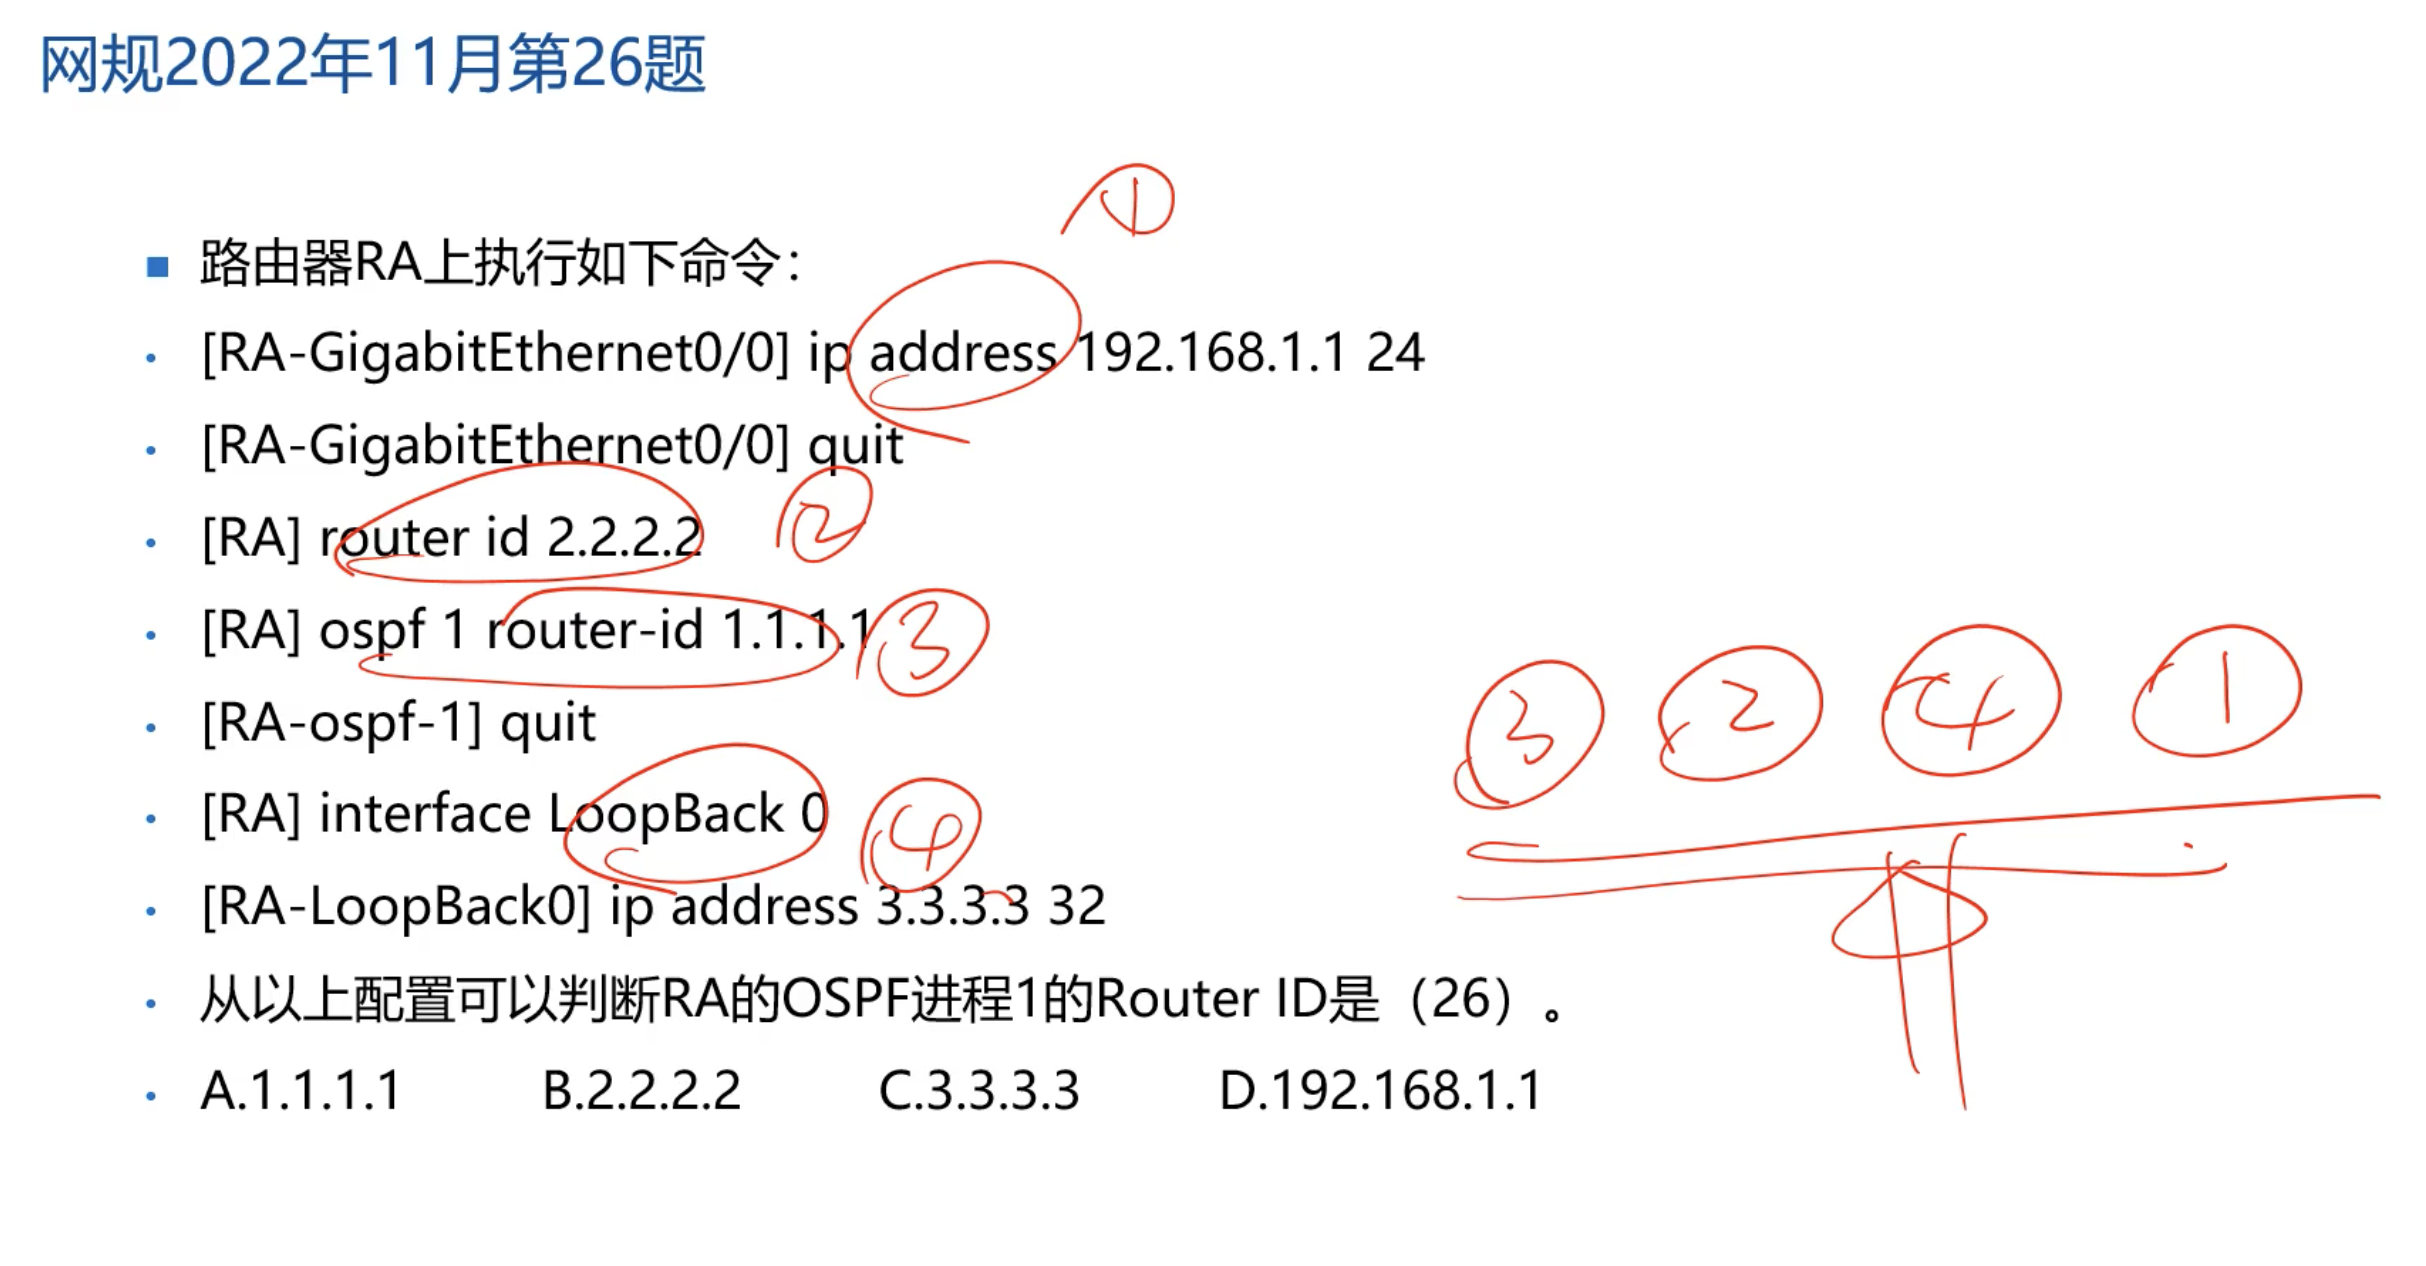 网规2022年11月第26题
①
路由器RA上执行如下命令：
[RA-GigabitEthernet0/0] ip address 192.168.1.1 24
[RA-GigabitEthernet0/0] quit
[RA] router id 2.2.2.2 ②
[RA] ospf 1 router-id 1.1.1.1 ③
[RA-ospf-1] quit
③ ② ④ ①
[RA] interface LoopBack 0 ④
[RA-LoopBack0] ip address 3.3.3.3 32
从以上配置可以判断RA的OSPF进程1的Router ID是（26）。
A.1.1.1.1 B.2.2.2.2 C.3.3.3.3 D.192.168.1.1